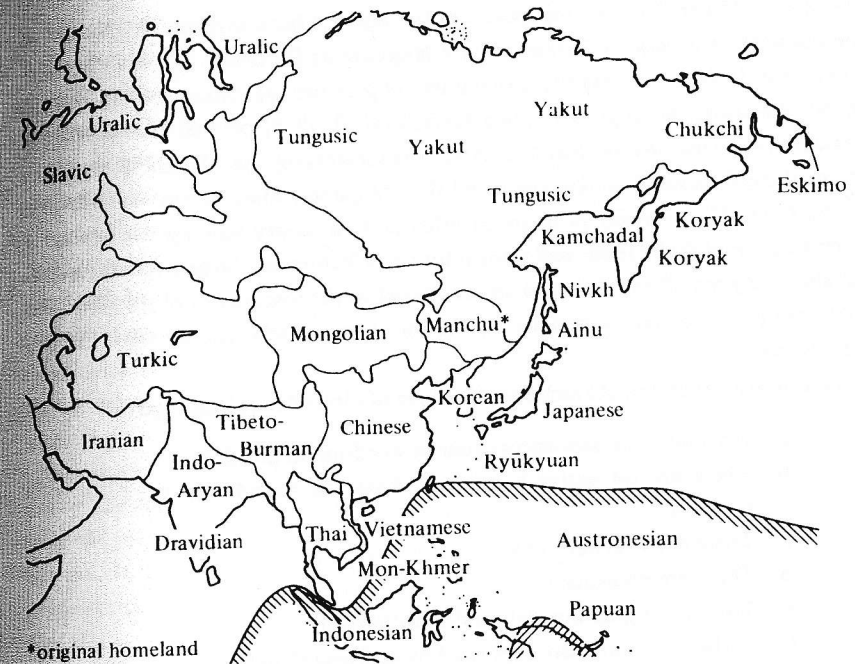 Uralic
Uralic
Slavic
Tungusic
Yakut
Yakut
Chukchi
Eskimo
Tungusic
Kamchadal
Koryak
Koryak
Nivkh
Ainu
Mongolian
Manchu*
Turkic
Korean
Japanese
Iranian
Tibeto-
Burman
Chinese
Indo-
Aryan
Ryūkyuan
Dravidian
Thai
Vietnamese
Mon-Khmer
Austronesian
Papuan
Indonesian
*original homeland